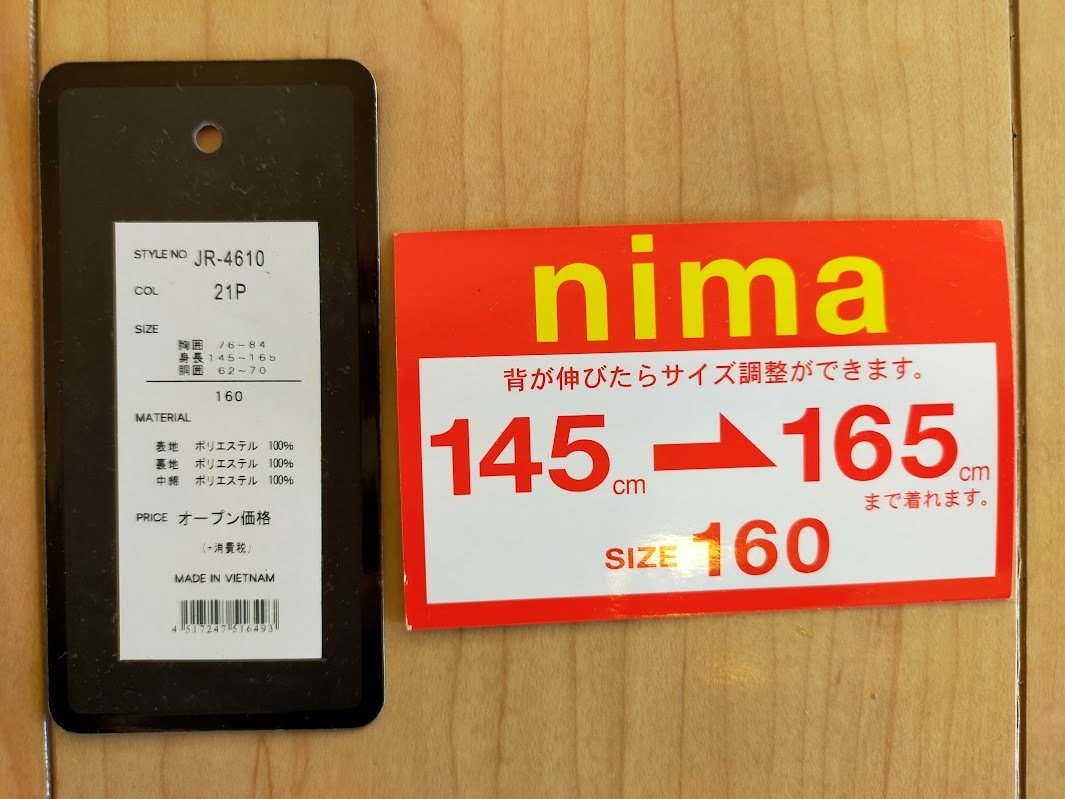 STYLE NO. JR-4610
COL 21P
SIZE
胸囲 76~84
身長 145~165
胴囲 62~70
160
MATERIAL
表地 ポリエステル 100%
裏地 ポリエステル 100%
中綿 ポリエステル 100%
PRICE オープン価格
(+消費税)
MADE IN VIETNAM
4 517247 516493
nima
背が伸びたらサイズ調整ができます。
145cm 165cm
まで着れます。
SIZE 160